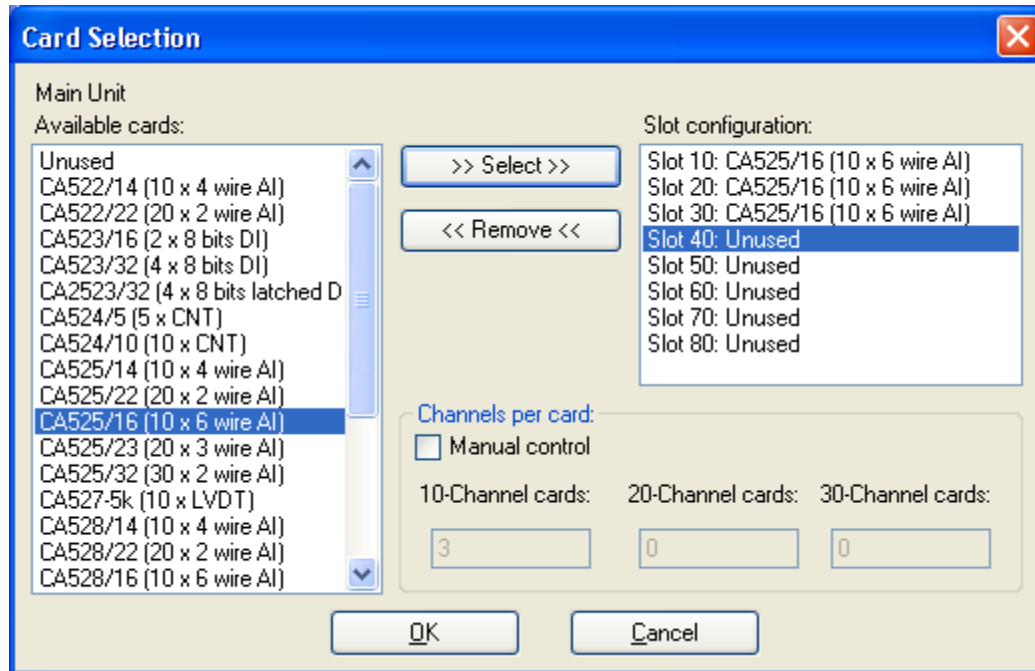 Card Selection
Main Unit
Available cards:
Unused
CA522/14 (10 x 4 wire AI)
CA522/22 (20 x 2 wire AI)
CA523/16 (2 x 8 bits DI)
CA523/32 (4 x 8 bits DI)
CA2523/32 (4 x 8 bits latched D
CA524/5 (5 x CNT)
CA524/10 (10 x CNT)
CA525/14 (10 x 4 wire AI)
CA525/22 (20 x 2 wire AI)
CA525/16 (10 x 6 wire AI)
CA525/23 (20 x 3 wire AI)
CA525/32 (30 x 2 wire AI)
CA527-5k (10 x LVDT)
CA528/14 (10 x 4 wire AI)
CA528/22 (20 x 2 wire AI)
CA528/16 (10 x 6 wire AI)
>> Select >>
<< Remove <<
Slot configuration:
Slot 10: CA525/16 (10 x 6 wire AI)
Slot 20: CA525/16 (10 x 6 wire AI)
Slot 30: CA525/16 (10 x 6 wire AI)
Slot 40: Unused
Slot 50: Unused
Slot 60: Unused
Slot 70: Unused
Slot 80: Unused
Channels per card:
Manual control
10-Channel cards: 20-Channel cards: 30-Channel cards:
3 0 0
OK Cancel